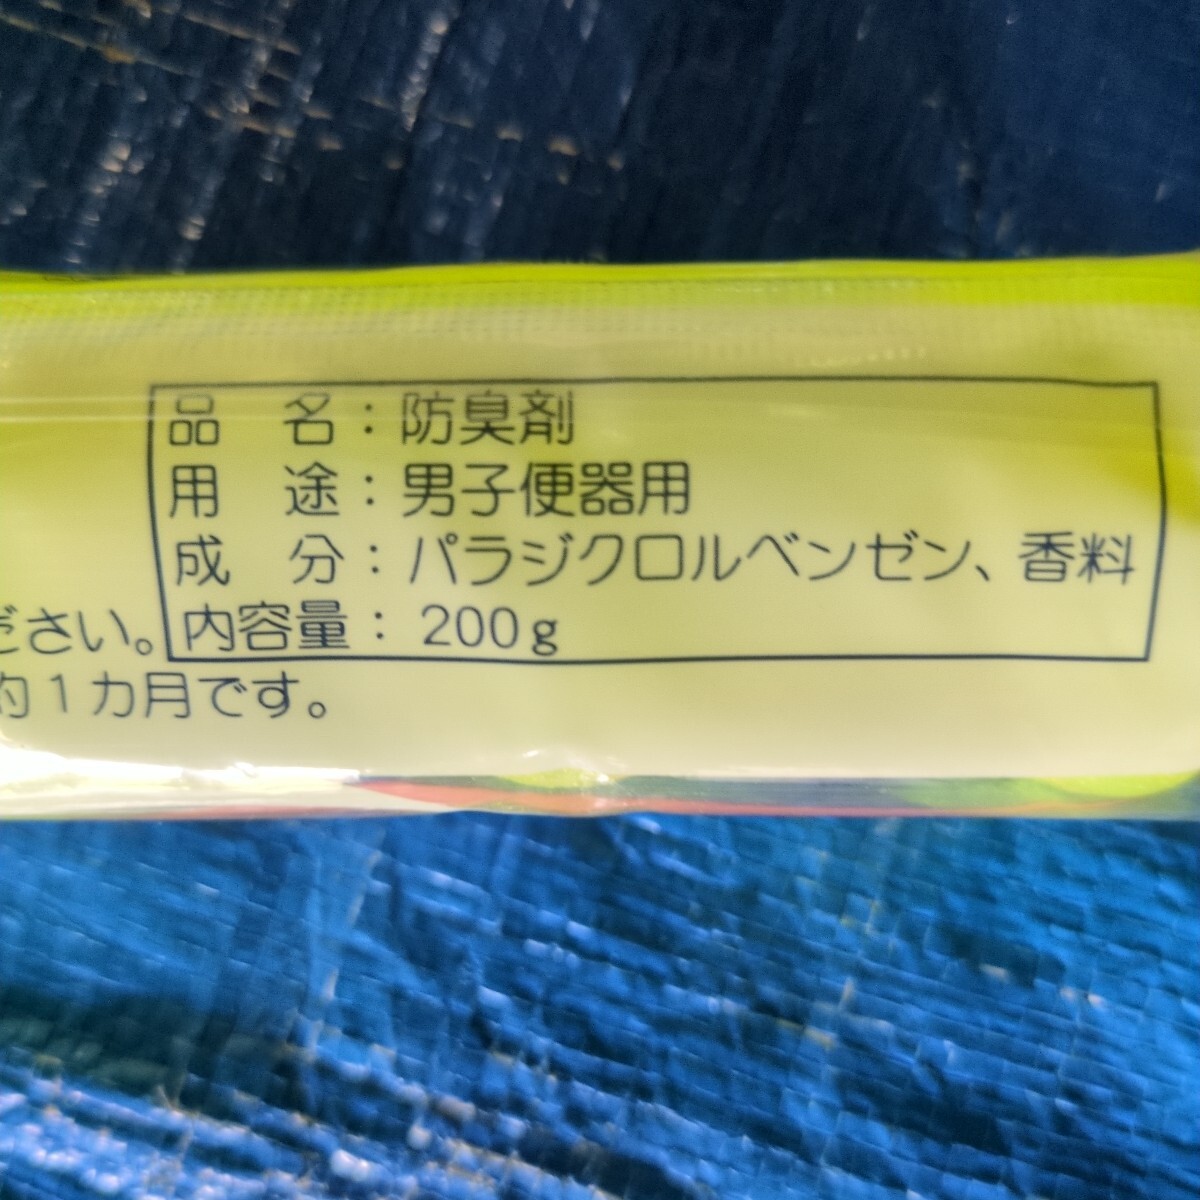 品 名：防臭剤
用 途：男子便器用
成 分：パラジクロルベンゼン、香料
ださい。内容量：200g
約1カ月です。